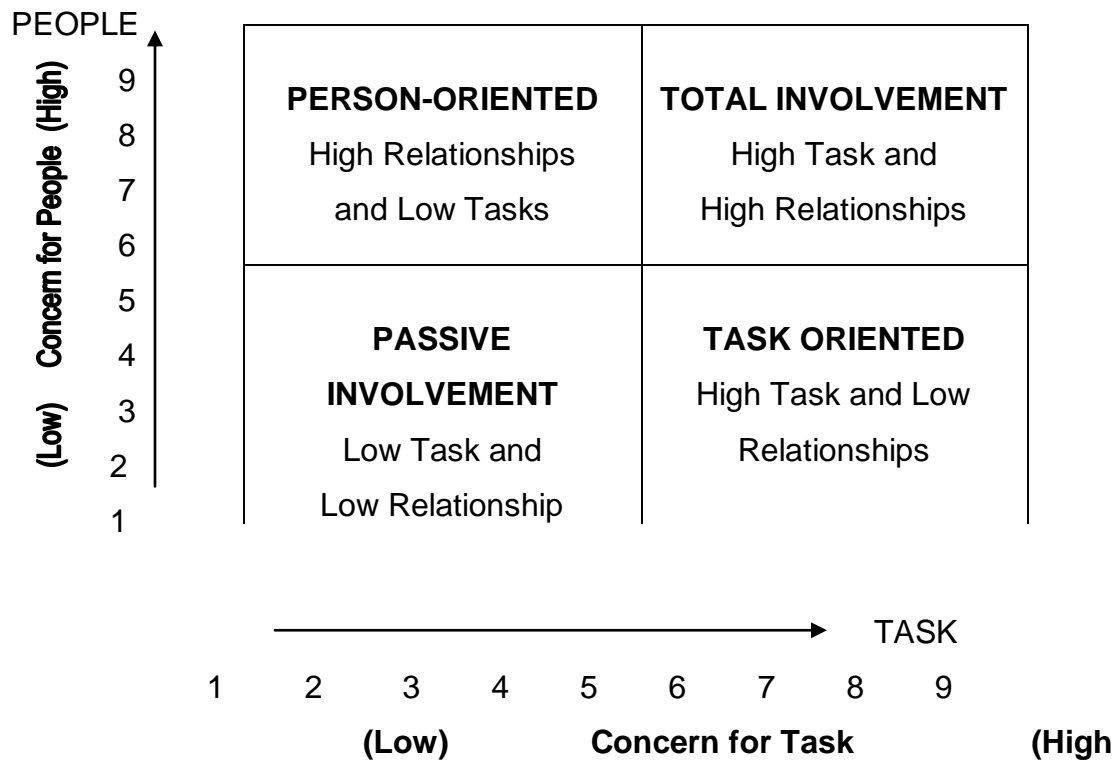 PEOPLE
(Low) Concern for People (High)
9
8
7
6
5
4
3
2
1
PERSON-ORIENTED
High Relationships
and Low Tasks
TOTAL INVOLVEMENT
High Task and
High Relationships
PASSIVE
INVOLVEMENT
Low Task and
Low Relationship
TASK ORIENTED
High Task and Low
Relationships
TASK
1 2 3 4 5 6 7 8 9
(Low) Concern for Task (High